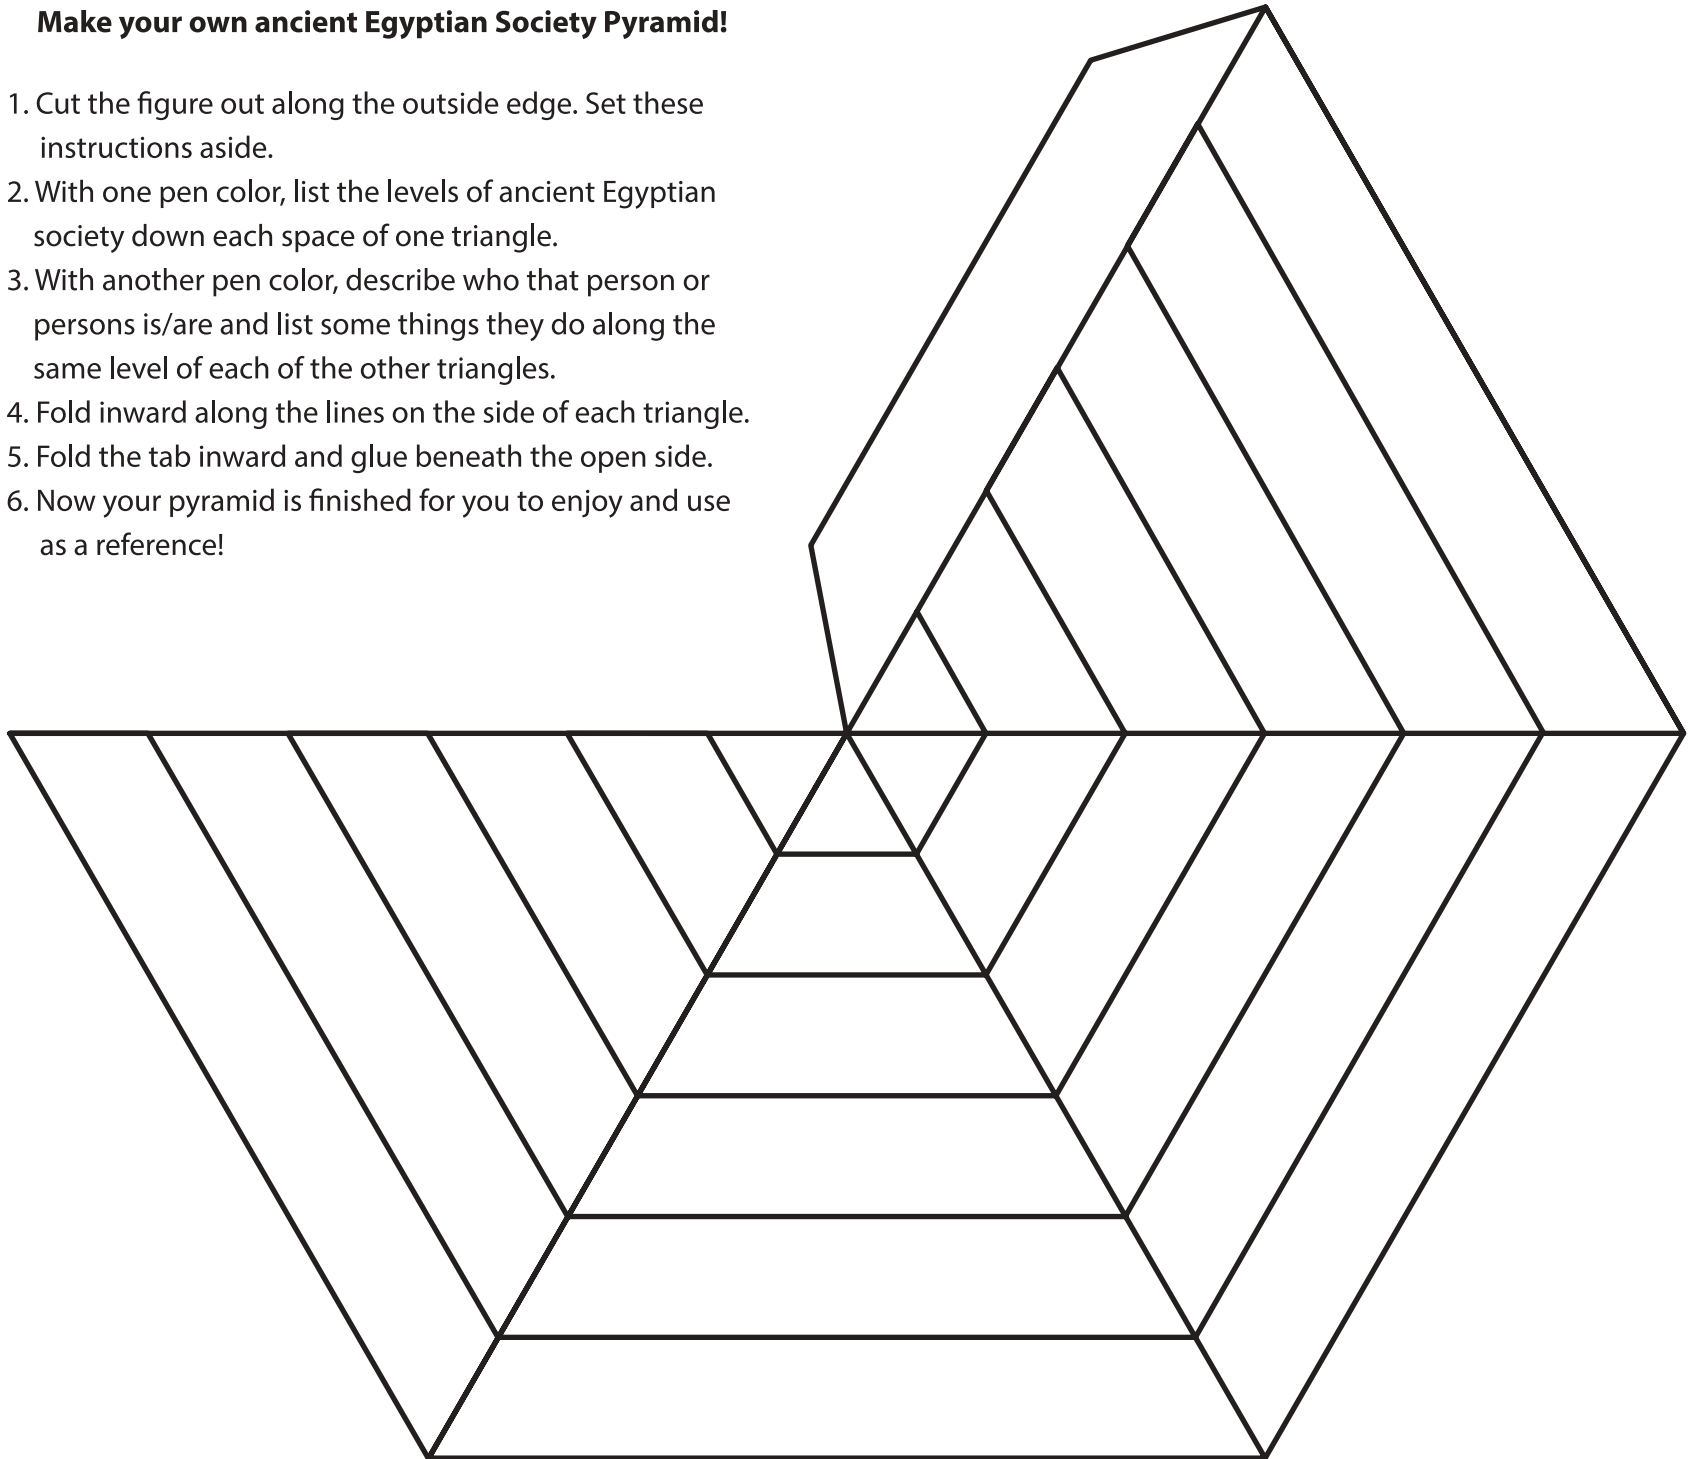 Make your own ancient Egyptian Society Pyramid!
1. Cut the figure out along the outside edge. Set these
instructions aside.
2. With one pen color, list the levels of ancient Egyptian
society down each space of one triangle.
3. With another pen color, describe who that person or
persons is/are and list some things they do along the
same level of each of the other triangles.
4. Fold inward along the lines on the side of each triangle.
5. Fold the tab inward and glue beneath the open side.
6. Now your pyramid is finished for you to enjoy and use
as a reference!